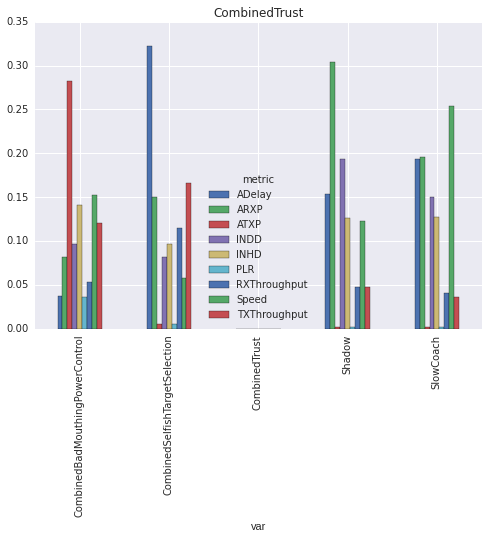 CombinedTrust
0.35
0.30
0.25
0.20
0.15
0.10
0.05
0.00
metric
ADelay
ARXP
ATXP
INDD
INHD
PLR
RXThroughput
Speed
TXThroughput
CombinedBadMouthingPowerControl
CombinedSelfishTargetSelection
CombinedTrust
Shadow
SlowCoach
var